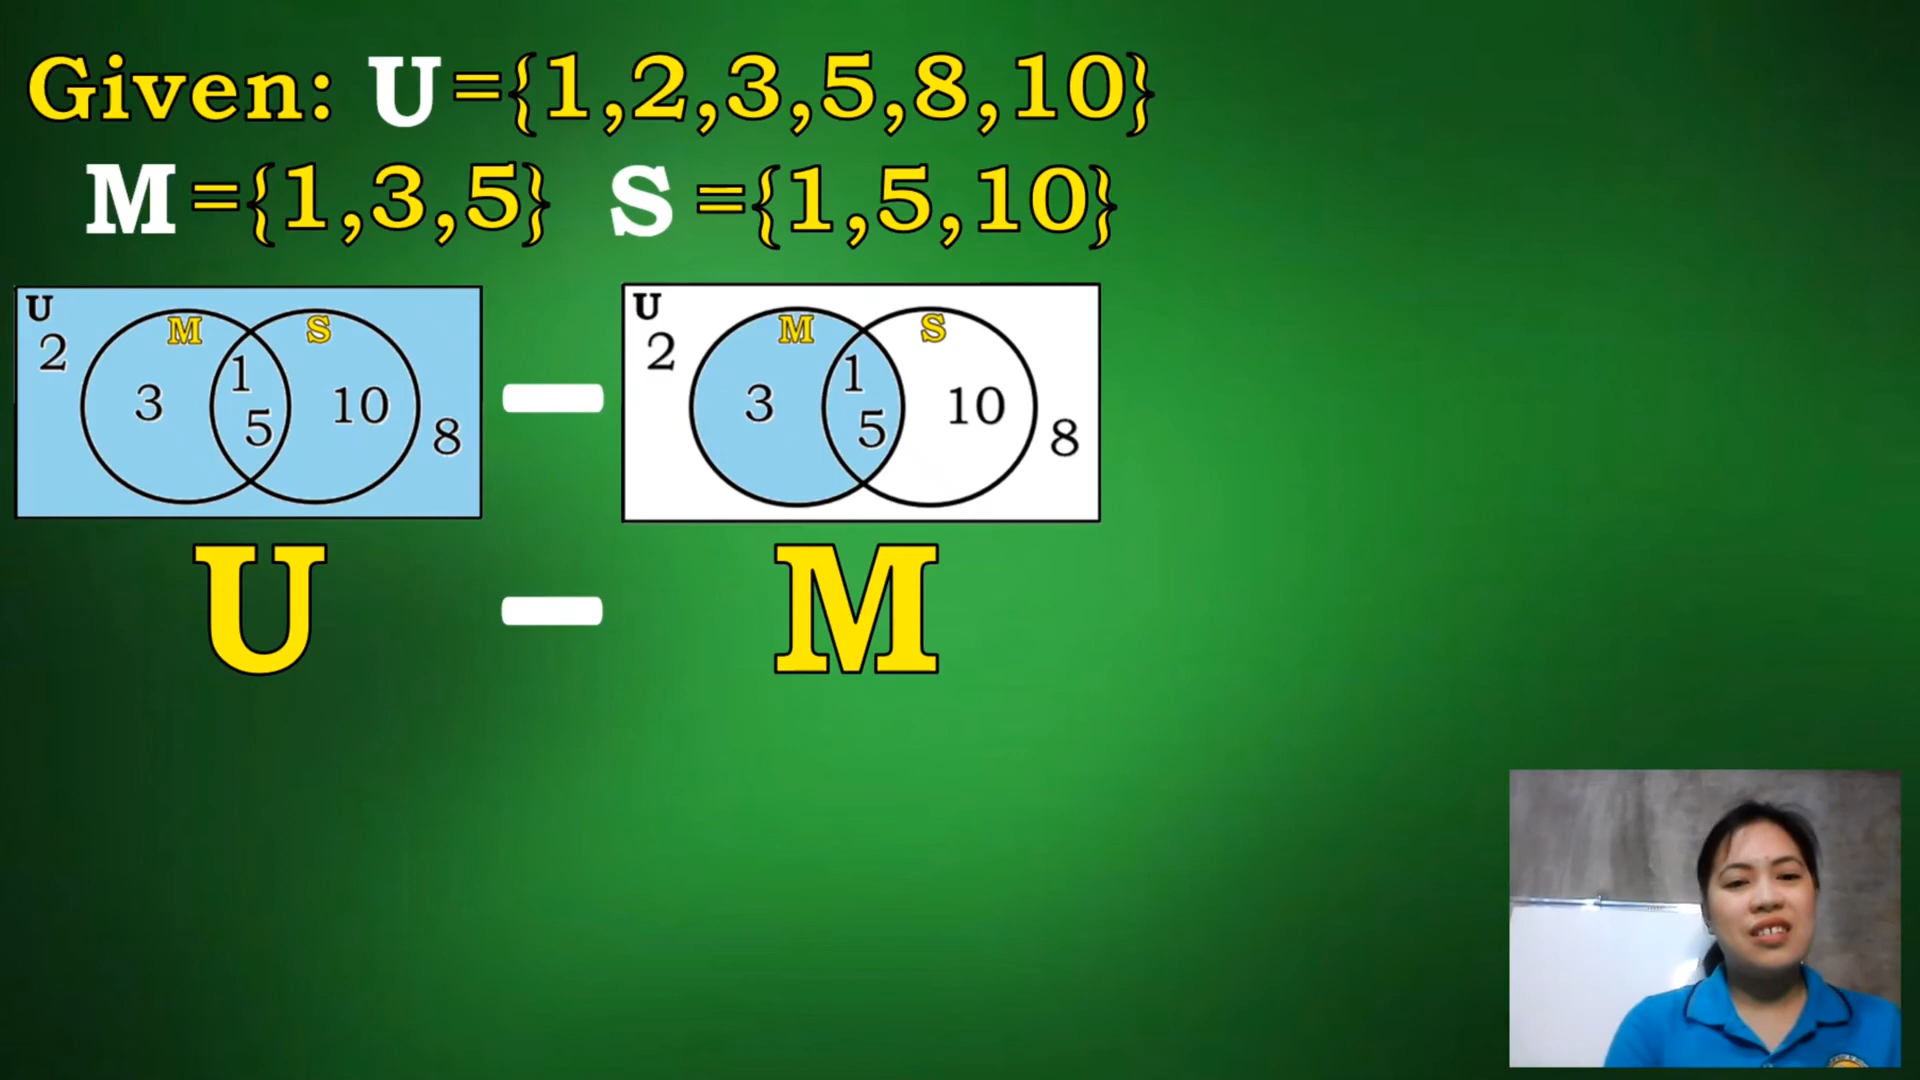 Given: U={1,2,3,5,8,10}
M={1,3,5} S={1,5,10}
U
2
M
S
3
1
5
10
8
U
2
M
S
3
1
5
10
8
U - M